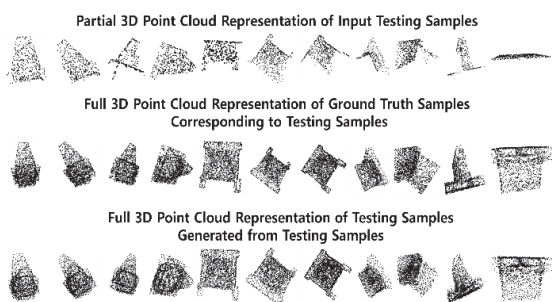 Partial 3D Point Cloud Representation of Input Testing Samples
Full 3D Point Cloud Representation of Ground Truth Samples
Corresponding to Testing Samples
Full 3D Point Cloud Representation of Testing Samples
Generated from Testing Samples